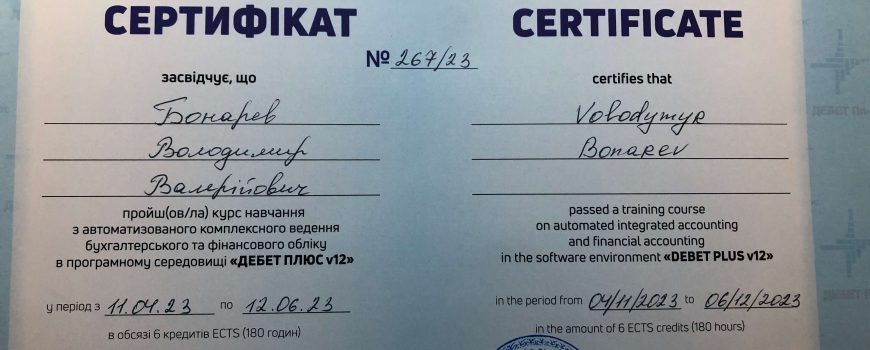 СЕРТИФІКАТ
№ 267/23
засвідчує, що
Бонарев
Володимир
Валерійович
пройш(ов/ла) курс навчання
з автоматизованого комплексного ведення
бухгалтерського та фінансового обліку
в програмному середовищі «ДЕБЕТ ПЛЮС v12»
у період з 11.04.23 по 12.06.23
в обсязі 6 кредитів ECTS (180 годин)
CERTIFICATE
certifies that
Volodymyr
Bonarev
passed a training course
on automated integrated accounting
and financial accounting
in the software environment «DEBET PLUS v12»
in the period from 04/11/2023 to 06/12/2023
in the amount of 6 ECTS credits (180 hours)
ДЕБЕТ